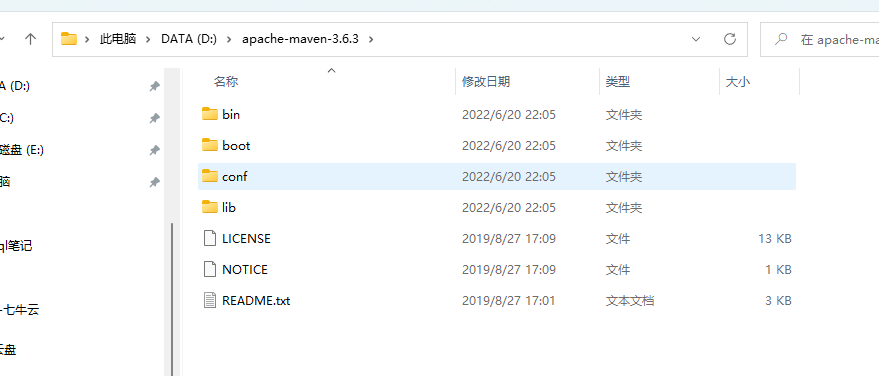 此电脑 DATA (D:) apache-maven-3.6.3 在 apache-ma
名称 修改日期 类型 大小
A (D:)
bin 2022/6/20 22:05 文件夹
C:)
boot 2022/6/20 22:05 文件夹
磁盘 (E:)
conf 2022/6/20 22:05 文件夹
脑
lib 2022/6/20 22:05 文件夹
LICENSE 2019/8/27 17:09 文件 13 KB
ql笔记
NOTICE 2019/8/27 17:09 文件 1 KB
README.txt 2019/8/27 17:01 文本文档 3 KB
-七牛云
云盘